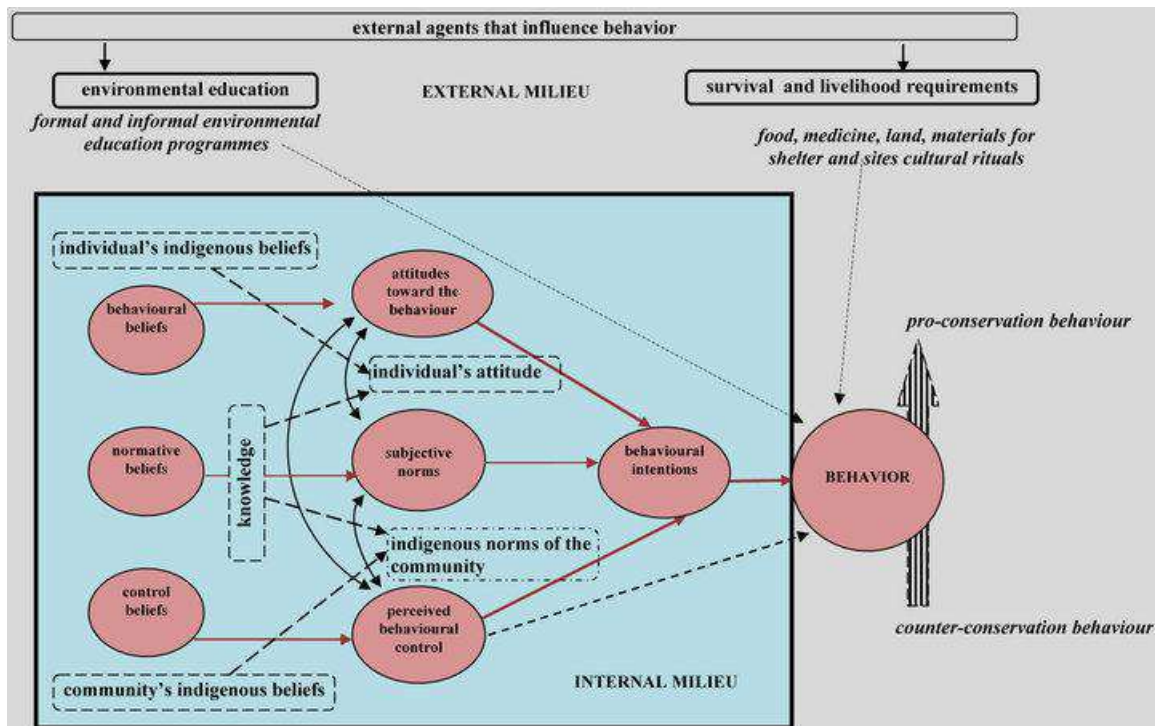 external agents that influence behavior
environmental education
EXTERNAL MILIEU
survival and livelihood requirements
formal and informal environmental
education programmes
food, medicine, land, materials for
shelter and sites cultural rituals
individual's indigenous beliefs
attitudes
toward the
behaviour
behavioural
beliefs
pro-conservation behaviour
individual's attitude
normative
beliefs
knowledge
subjective
norms
behavioural
intentions
BEHAVIOR
indigenous norms of the
community
control
beliefs
perceived
behavioural
control
counter-conservation behaviour
community's indigenous beliefs
INTERNAL MILIEU